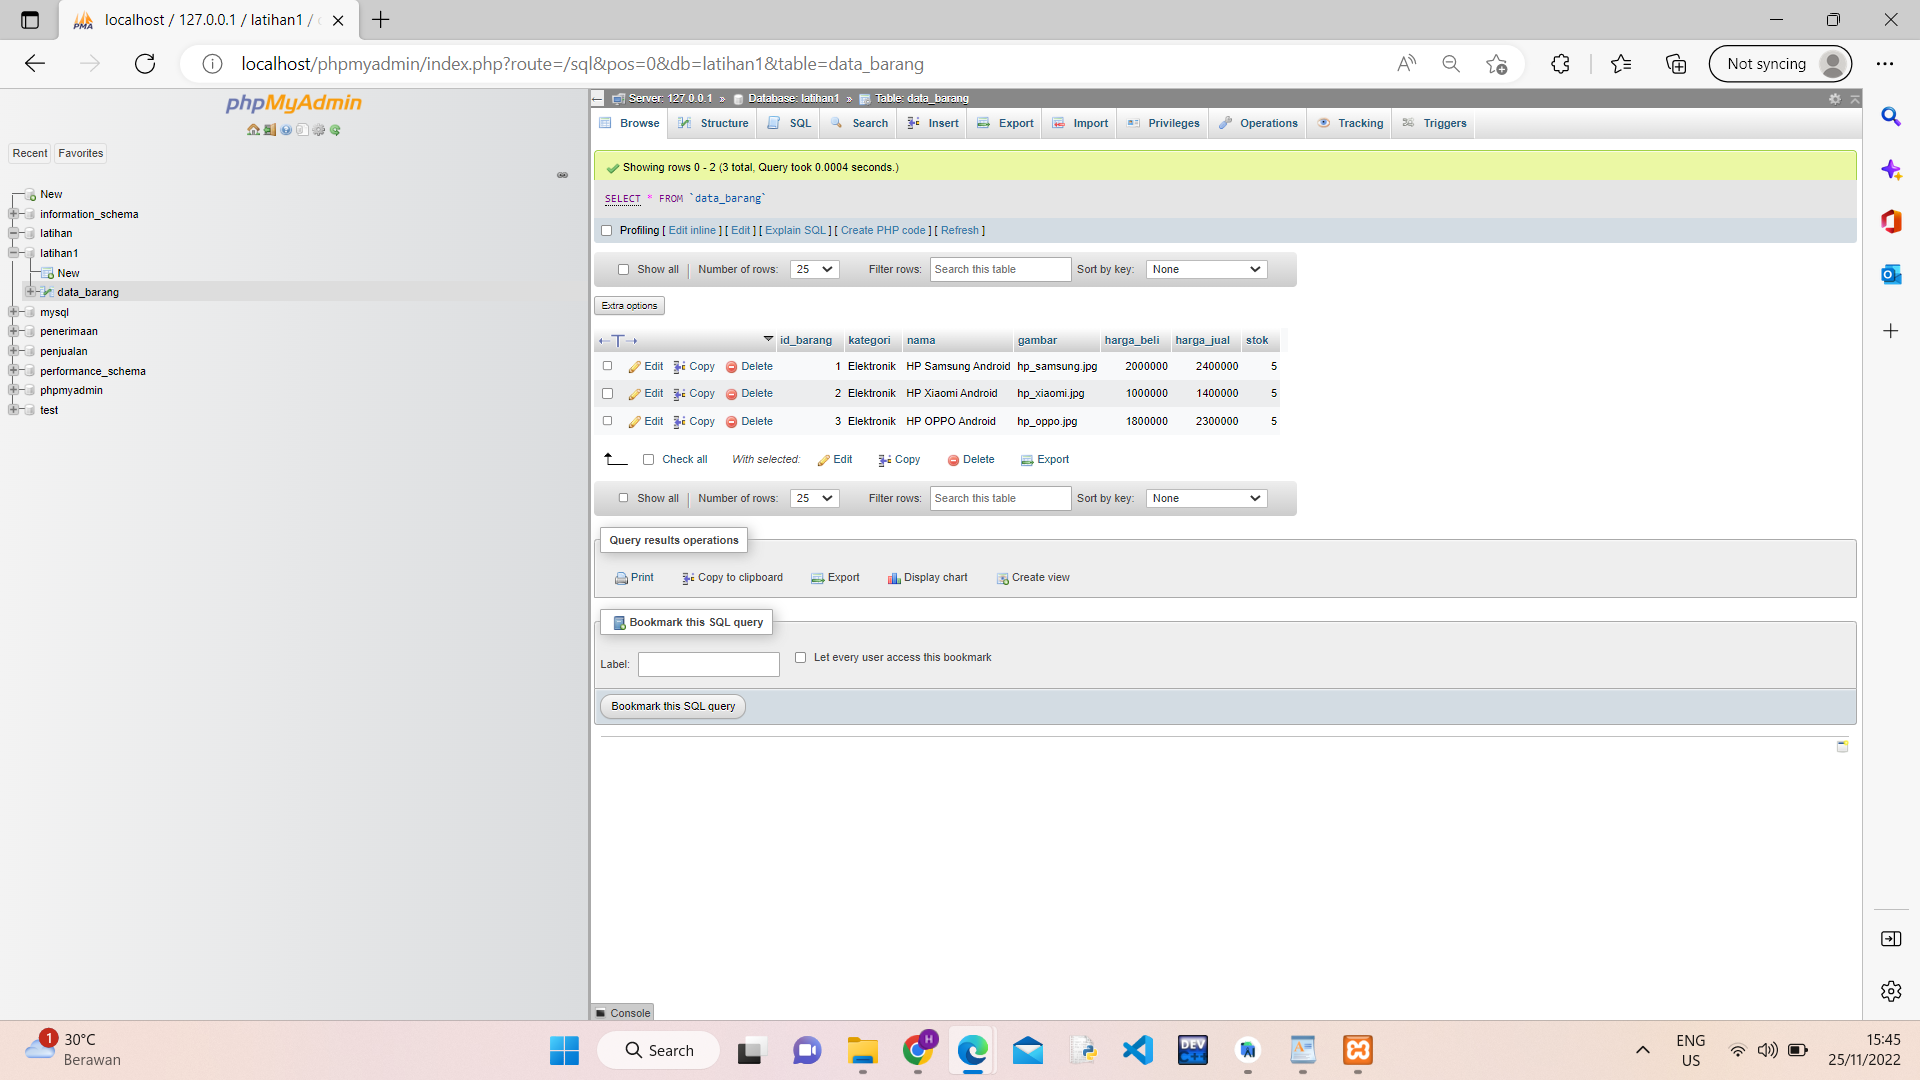 localhost / 127.0.0.1 / latihan1 /
localhost/phpmyadmin/index.php?route=/sql&pos=0&db=latihan1&table=data_barang
Not syncing
phpMyAdmin
Recent Favorites
New
information_schema
latihan
latihan1
New
data_barang
mysql
penerimaan
penjualan
performance_schema
phpmyadmin
test
Server: 127.0.0.1 » Database: latihan1 » Table: data_barang
Browse Structure SQL Search Insert Export Import Privileges Operations Tracking Triggers
Showing rows 0 - 2 (3 total, Query took 0.0004 seconds.)
SELECT * FROM `data_barang`
Profiling [ Edit inline ] [ Edit ] [ Explain SQL ] [ Create PHP code ] [ Refresh ]
Show all Number of rows: 25 Filter rows: Search this table Sort by key: None
Extra options
id_barang kategori nama gambar harga_beli harga_jual stok
Edit Copy Delete 1 Elektronik HP Samsung Android hp_samsung.jpg 2000000 2400000 5
Edit Copy Delete 2 Elektronik HP Xiaomi Android hp_xiaomi.jpg 1000000 1400000 5
Edit Copy Delete 3 Elektronik HP OPPO Android hp_oppo.jpg 1800000 2300000 5
Check all With selected: Edit Copy Delete Export
Show all Number of rows: 25 Filter rows: Search this table Sort by key: None
Query results operations
Print Copy to clipboard Export Display chart Create view
Bookmark this SQL query
Label: Let every user access this bookmark
Bookmark this SQL query
Console
1 30°C
Berawan
Search
H
DEV C++
ENG
US
15:45
25/11/2022